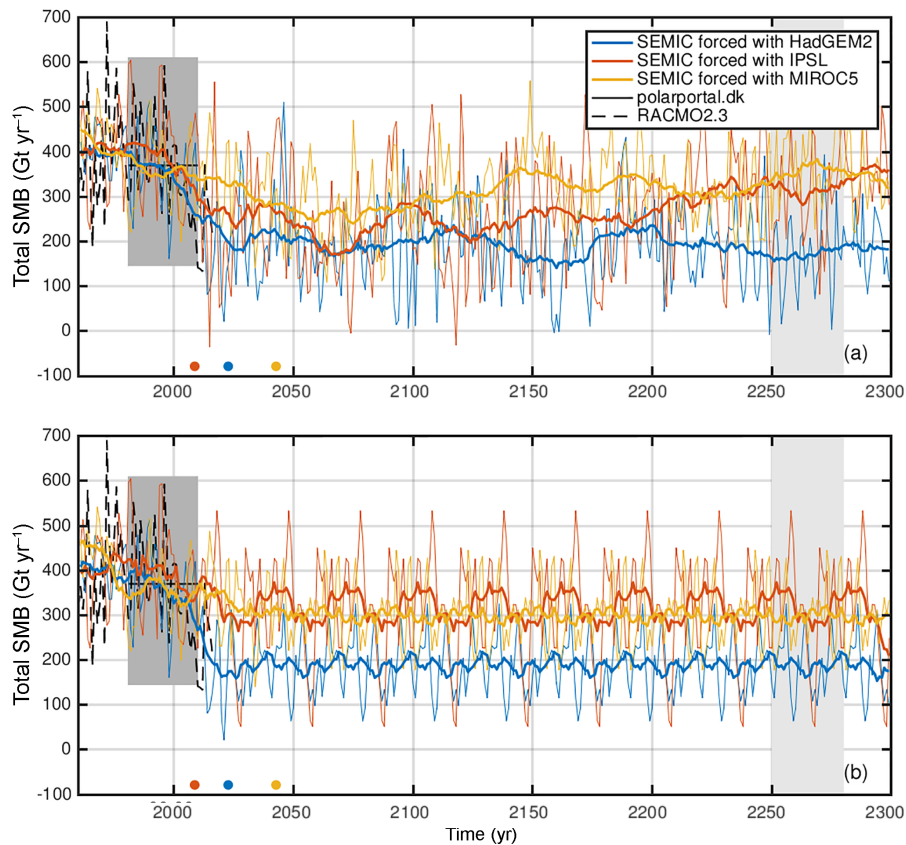 700
600
500
400
300
200
100
0
-100
Total SMB (Gt yr⁻¹)
SEMIC forced with HadGEM2
SEMIC forced with IPSL
SEMIC forced with MIROC5
polarportal.dk
RACMO2.3
(a)
2000 2050 2100 2150 2200 2250 2300
700
600
500
400
300
200
100
0
-100
Total SMB (Gt yr⁻¹)
(b)
2000 2050 2100 2150 2200 2250 2300
Time (yr)